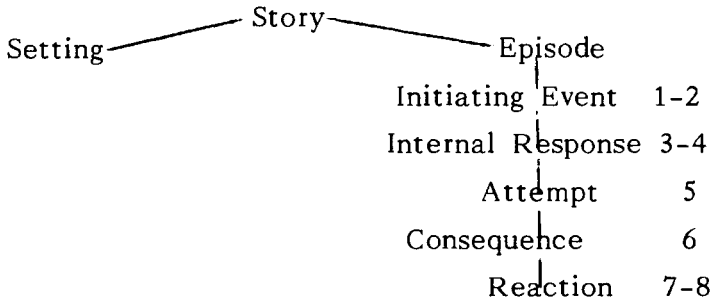 Story
Setting Episode
Initiating Event 1-2
Internal Response 3-4
Attempt 5
Consequence 6
Reaction 7-8